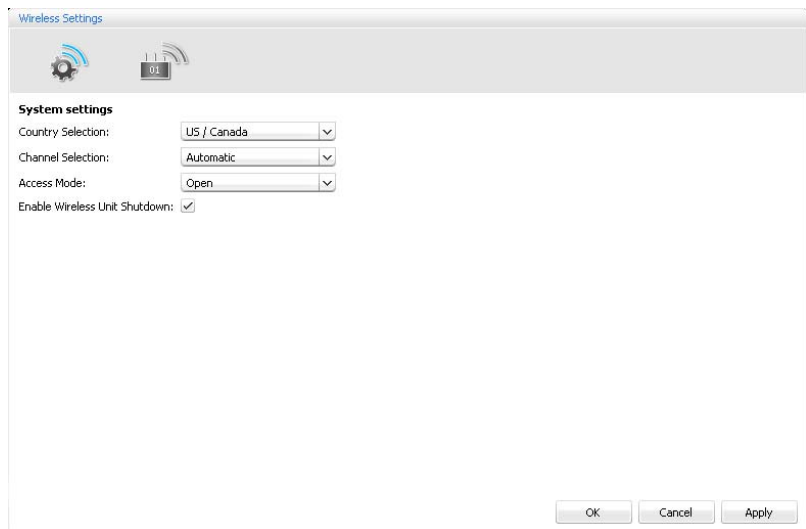 Wireless Settings
01
System settings
Country Selection: US / Canada
Channel Selection: Automatic
Access Mode: Open
Enable Wireless Unit Shutdown:
OK Cancel Apply